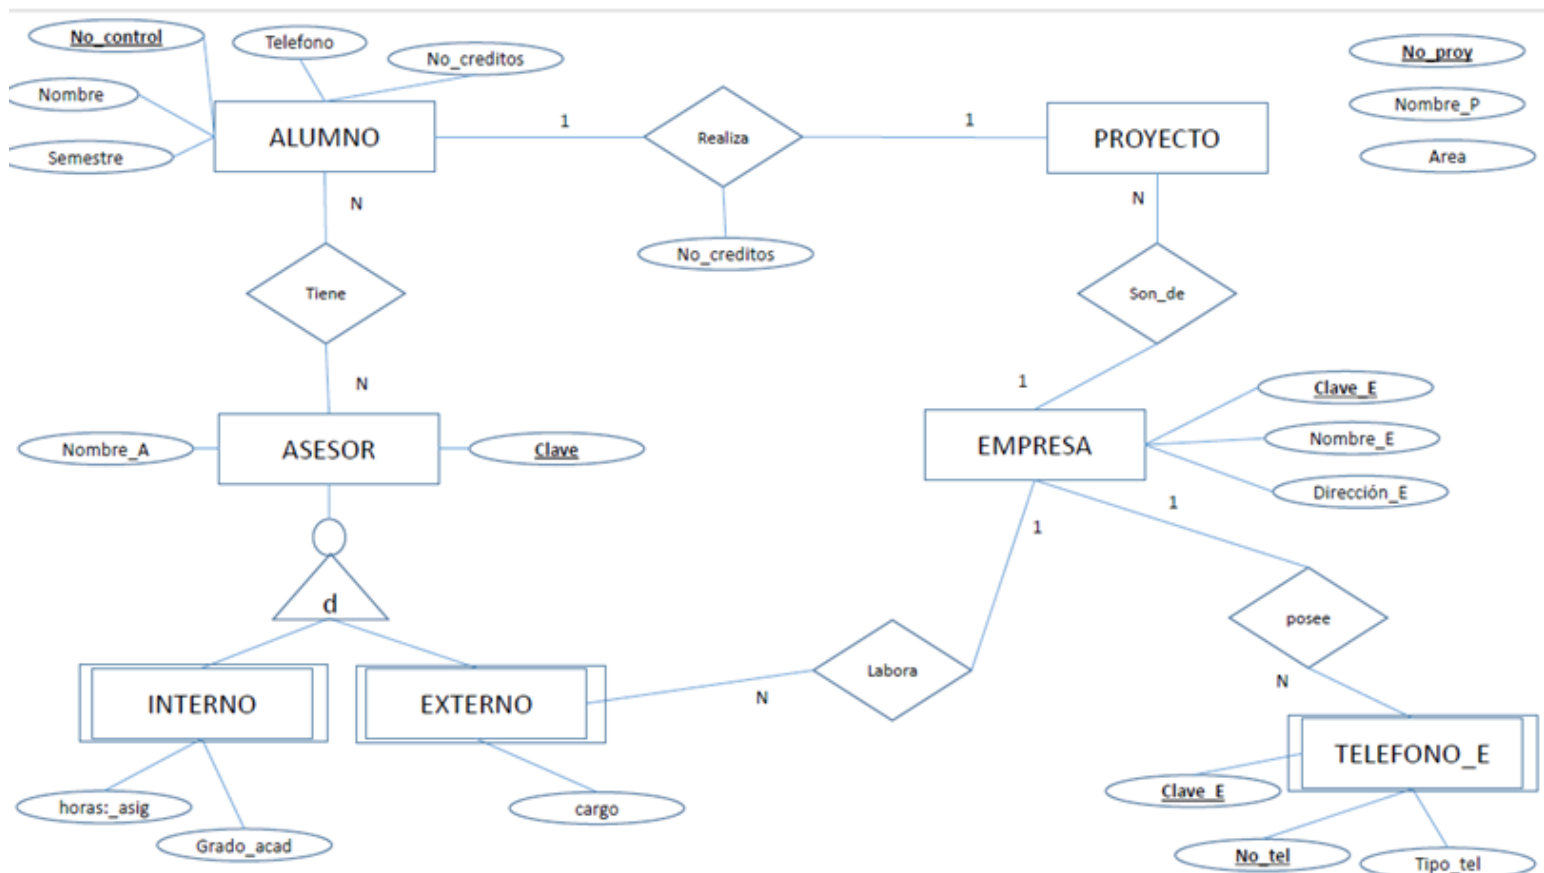 No_control
Telefono
No_creditos
No_proy
Nombre
Nombre_P
ALUMNO
1
Realiza
1
PROYECTO
Semestre
Area
N
N
No_creditos
Tiene
Son_de
N
1
Clave_E
Nombre_A
ASESOR
Clave
EMPRESA
Nombre_E
Dirección_E
1
1
d
posee
Labora
N
N
INTERNO
EXTERNO
TELEFONO_E
horas:_asig
cargo
Clave_E
Grado_acad
No_tel
Tipo_tel